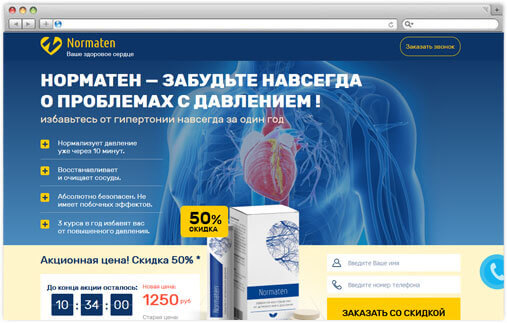 Normaten
Ваше здоровое сердце
Заказать звонок
НОРМАТЕН — ЗАБУДЬТЕ НАВСЕГДА
О ПРОБЛЕМАХ С ДАВЛЕНИЕМ !
избавьтесь от гипертонии навсегда за один год
Нормализует давление
уже через 10 минут.
Восстанавливает
и очищает сосуды.
Абсолютно безопасен. Не
имеет побочных эффектов.
3 курса в год избавят вас
от повышенного давления.
50%
СКИДКА
Normaten
Normaten
Акционная цена! Скидка 50% *
До конца акции осталось:
10 : 34 : 00
Новая цена:
1250 руб
Старая цена:
Введите Ваше имя
Введите номер телефона
ЗАКАЗАТЬ СО СКИДКОЙ